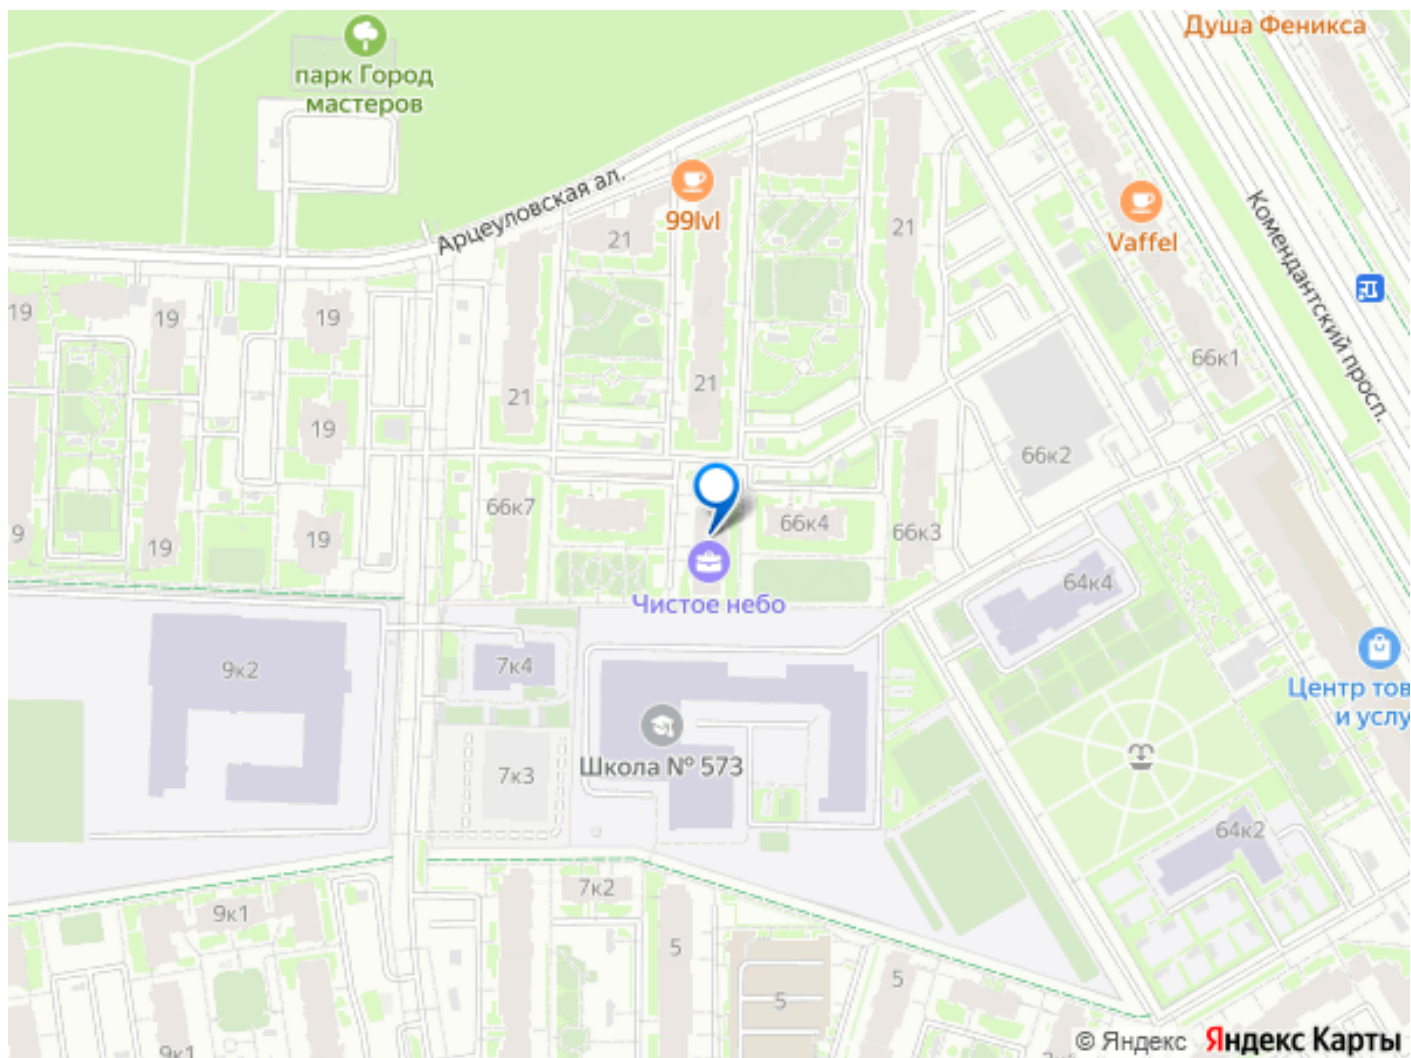 Душа Феникса
парк Город
мастеров
Арцеуловская ал.
99lvl
21
21
Vaffel
Комендантский просп.
19
19
19
66к1
21
21
19
66к2
66к7
66к4
66к3
9
19
19
Чистое небо
64к4
9к2
7к4
Центр тов
и услу
Школа № 573
7к3
64к2
7к2
9к1
5
5
5
© Яндекс Яндекс Карты
9к1
7к1